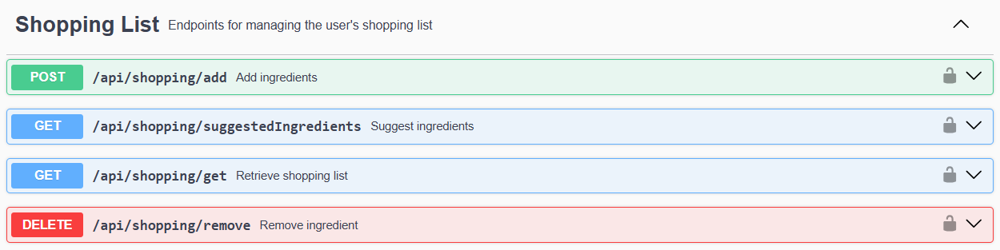 Shopping List Endpoints for managing the user's shopping list
POST /api/shopping/add Add ingredients
GET /api/shopping/suggestedIngredients Suggest ingredients
GET /api/shopping/get Retrieve shopping list
DELETE /api/shopping/remove Remove ingredient